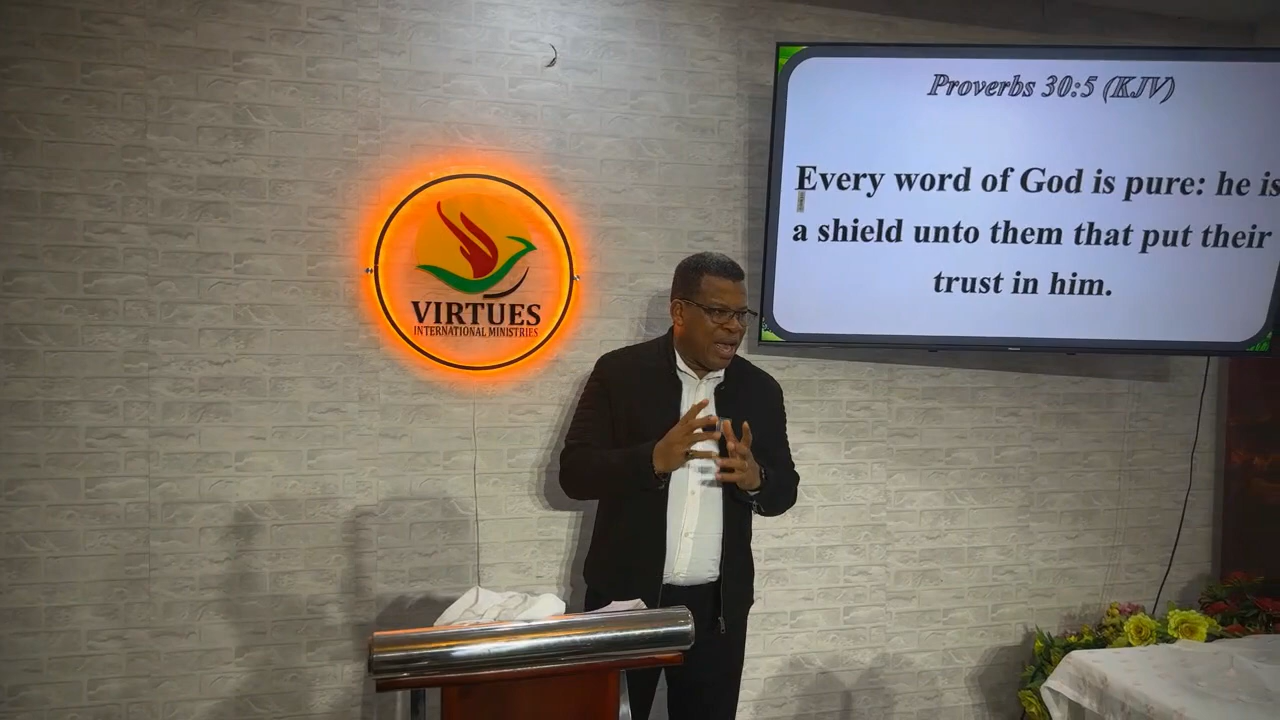 VIRTUES
INTERNATIONAL MINISTRIES
Proverbs 30:5 (KJV)
Every word of God is pure: he is
a shield unto them that put their
trust in him.